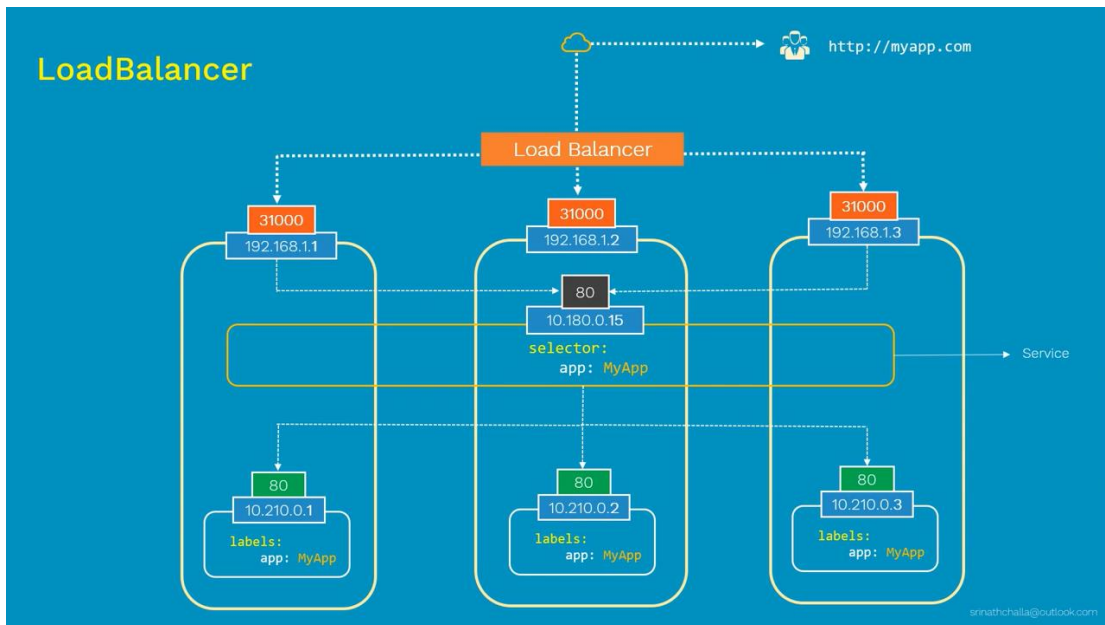 LoadBalancer
http://myapp.com
Load Balancer
31000
192.168.1.1
31000
192.168.1.2
31000
192.168.1.3
80
10.180.0.15
selector:
app: MyApp
Service
80
10.210.0.1
labels:
app: MyApp
80
10.210.0.2
labels:
app: MyApp
80
10.210.0.3
labels:
app: MyApp
srinathchalla@outlook.com